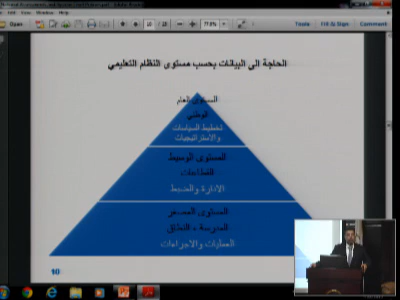 Open
Tools
Fill & Sign
Comment
الحاجة الى البيانات بحسب مستوى النظام التعليمي
المستوى العام
الوطني
تخطيط السياسات
والاستراتيجيات
المستوى الوسيط
القطاعات
الادارة والضبط
المستوى المصغر
المدرسة - النطاق
العمليات والاجراءات
10